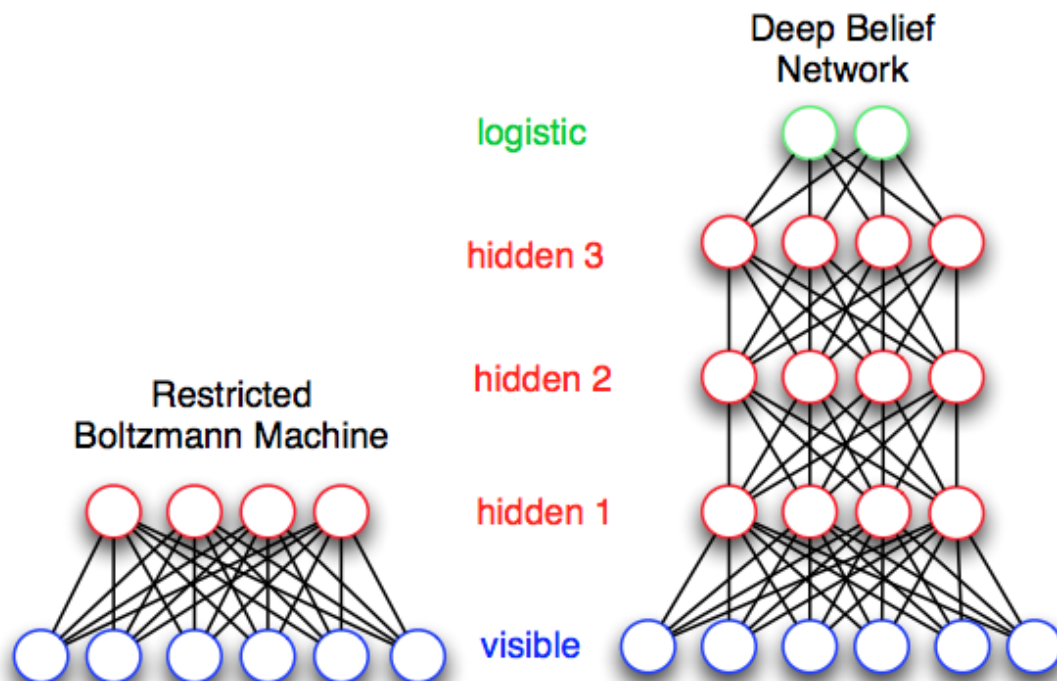 Deep Belief
Network
logistic
hidden 3
hidden 2
Restricted
Boltzmann Machine
hidden 1
visible